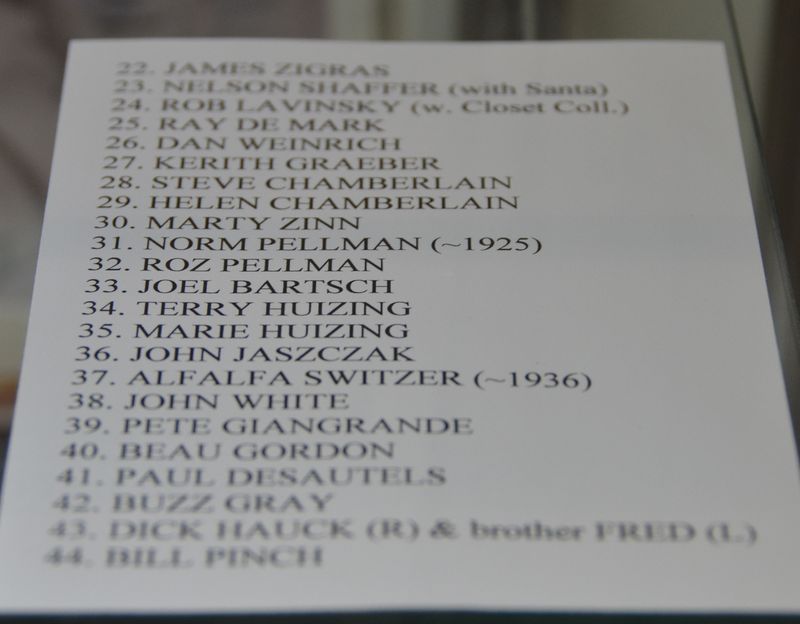 22. JAMES ZIGRAS
23. NELSON SHAFFER (with Santa)
24. ROB LAVINSKY (w. Closet Coll.)
25. RAY DE MARK
26. DAN WEINRICH
27. KERITH GRAEBER
28. STEVE CHAMBERLAIN
29. HELEN CHAMBERLAIN
30. MARTY ZINN
31. NORM PELLMAN (~1925)
32. ROZ PELLMAN
33. JOEL BARTSCH
34. TERRY HUIZING
35. MARIE HUIZING
36. JOHN JASZCZAK
37. ALFALFA SWITZER (~1936)
38. JOHN WHITE
39. PETE GIANGRANDE
40. BEAU GORDON
41. PAUL DESAUTELS
42. BUZZ GRAY
43. DICK HAUCK (R) & brother FRED (L)
44. BILL PINCH